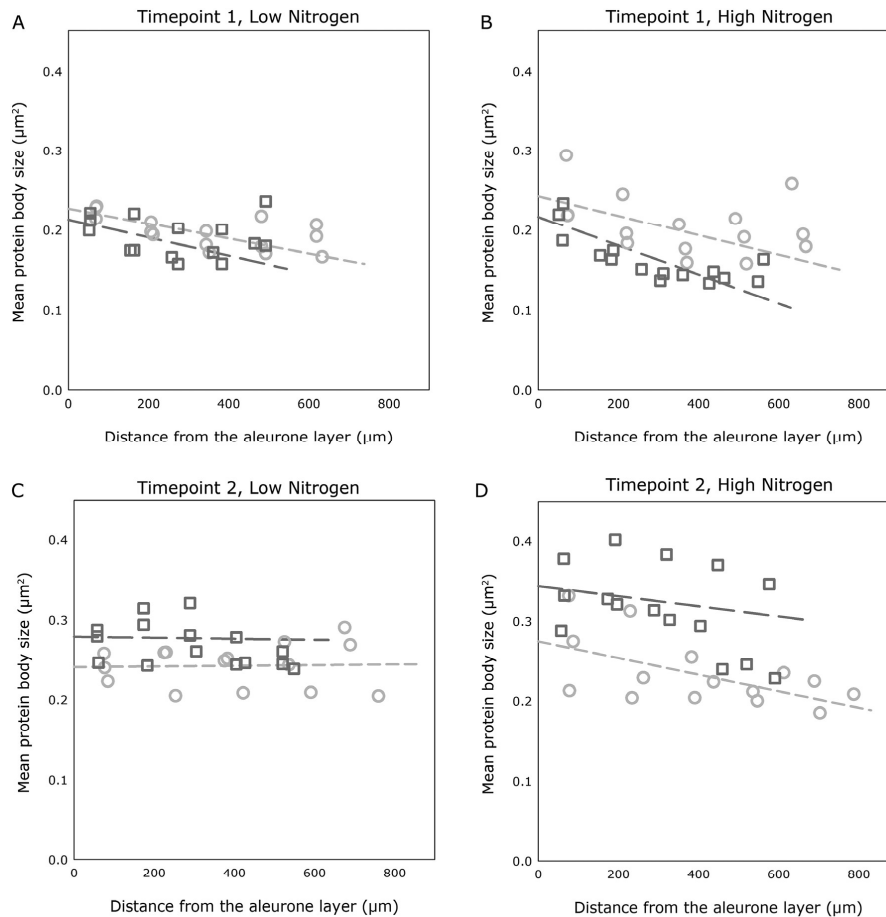 A
Timepoint 1, Low Nitrogen
Mean protein body size (µm²)
0.4
0.3
0.2
0.1
0.0
0 200 400 600 800
Distance from the aleurone layer (µm)
B
Timepoint 1, High Nitrogen
Mean protein body size (µm²)
0.4
0.3
0.2
0.1
0.0
0 200 400 600 800
Distance from the aleurone layer (µm)
C
Timepoint 2, Low Nitrogen
Mean protein body size (µm²)
0.4
0.3
0.2
0.1
0.0
0 200 400 600 800
Distance from the aleurone layer (µm)
D
Timepoint 2, High Nitrogen
Mean protein body size (µm²)
0.4
0.3
0.2
0.1
0.0
0 200 400 600 800
Distance from the aleurone layer (µm)